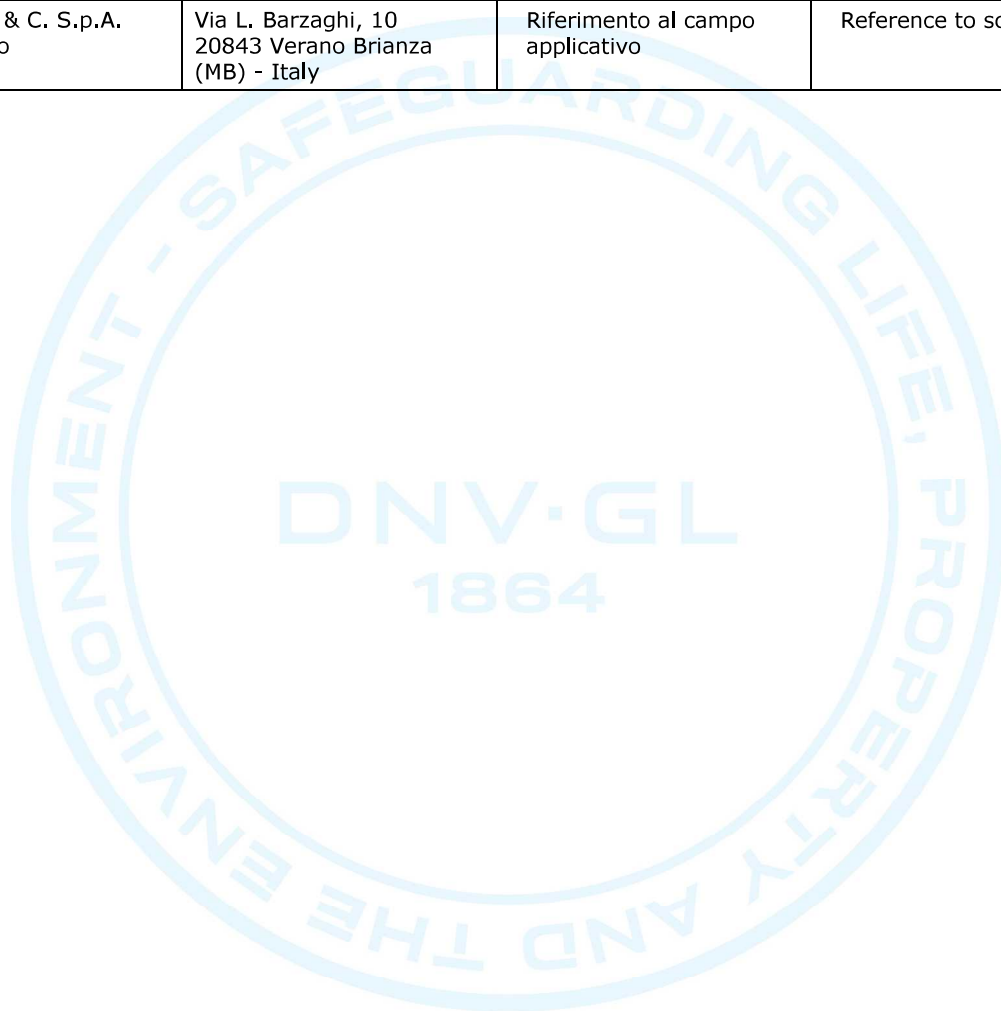 & C. S.p.A.
o
Via L. Barzaghi, 10
20843 Verano Brianza
(MB) - Italy
Riferimento al campo
applicativo
Reference to sc
SAFEGUARDING LIFE, PROPERTY AND THE ENVIRONMENT -
DNV·GL
1864